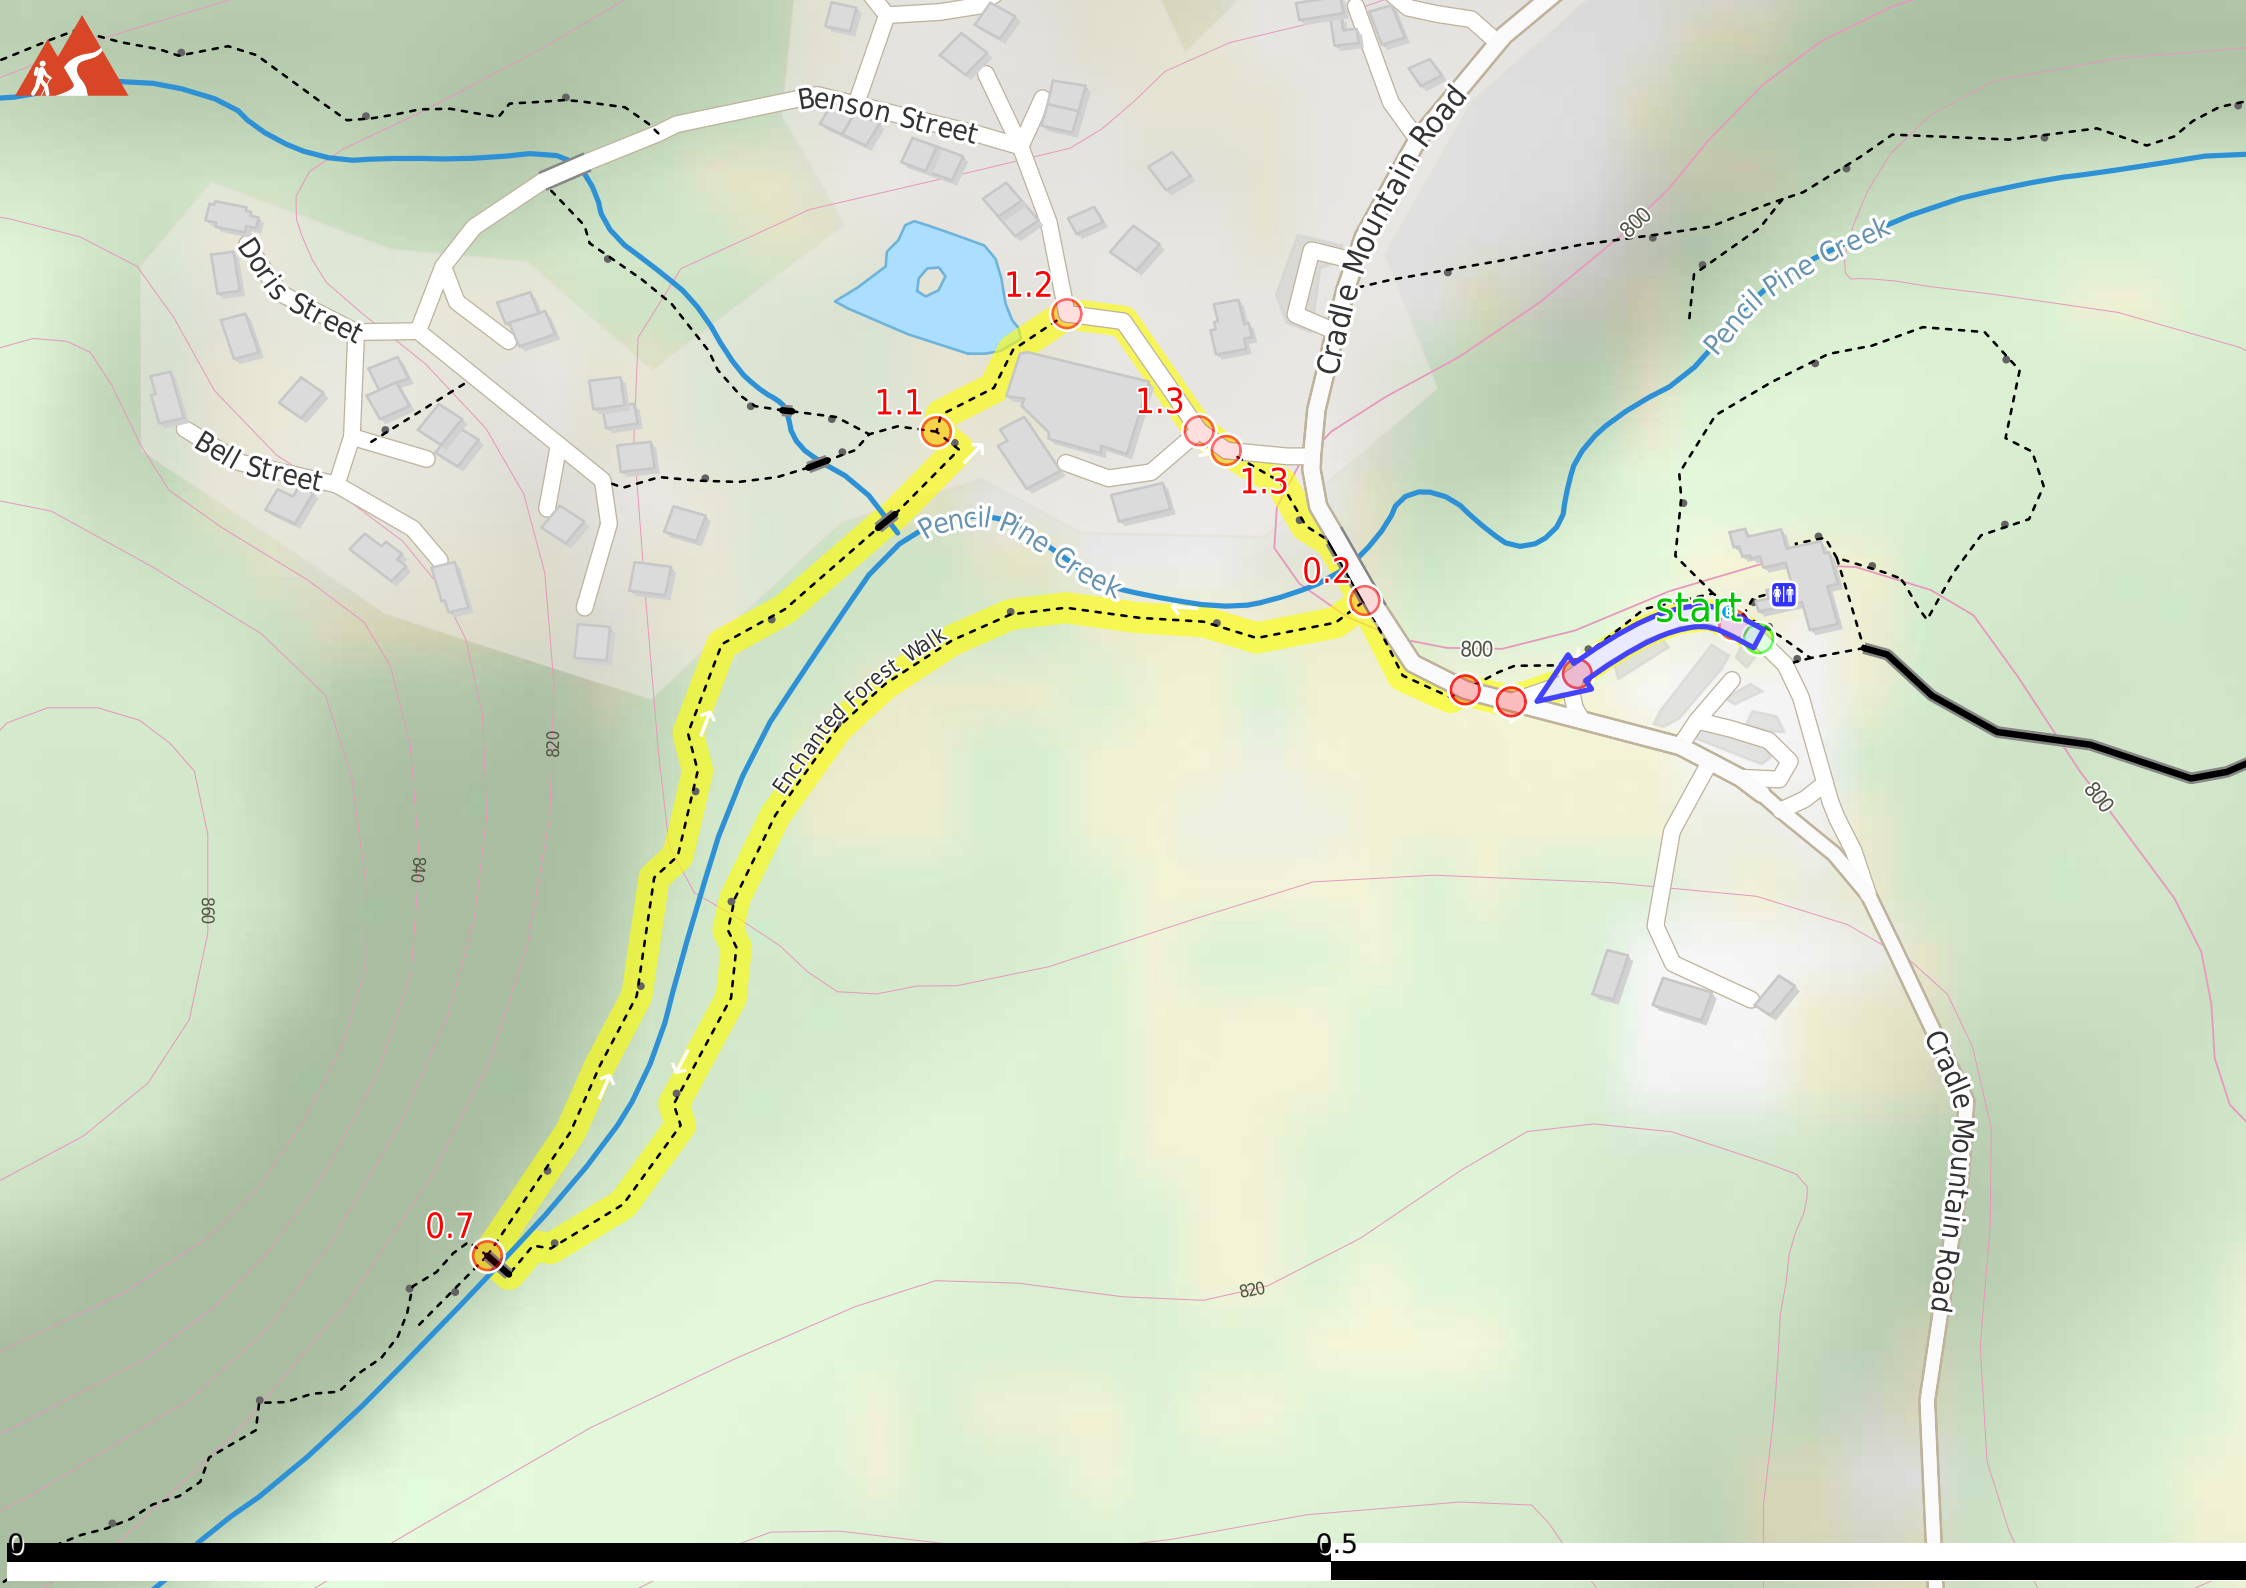 Benson Street
Cradle Mountain Road
800
Pencil Pine Creek
Doris Street
1.2
1.1
1.3
Bell Street
1.3
Pencil Pine Creek
0.2
start
800
Enchanted Forest Walk
820
800
840
860
Cradle Mountain Road
0.7
820
0
0.5